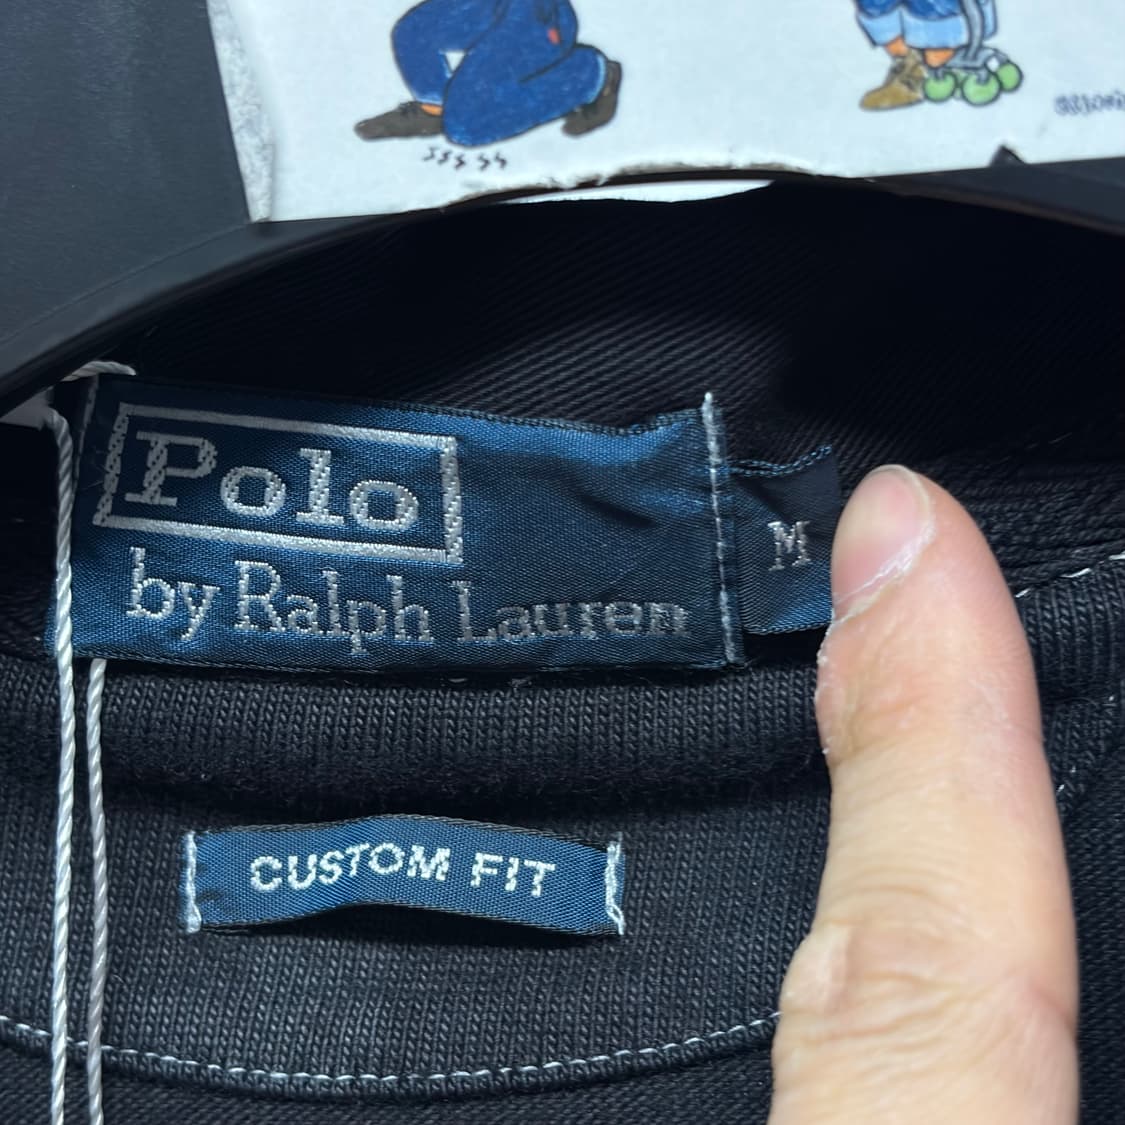 Polo
by Ralph Lauren
M
CUSTOM FIT